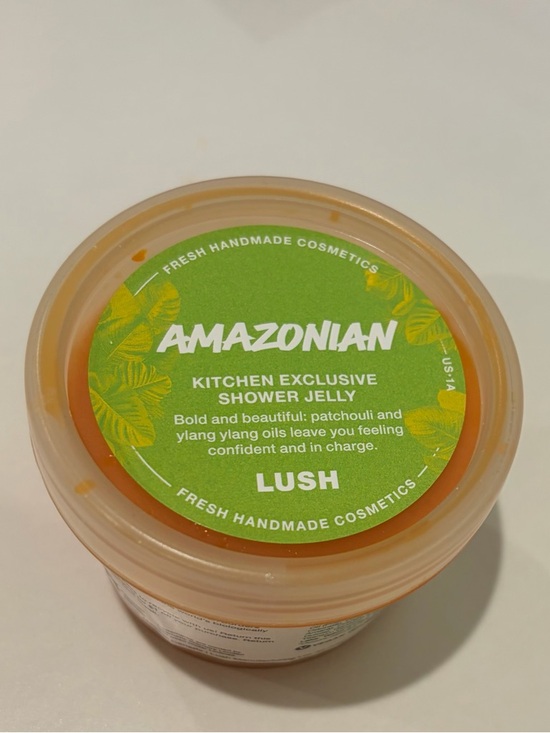 FRESH HANDMADE COSMETICS
AMAZONIAN
US·1A
KITCHEN EXCLUSIVE
SHOWER JELLY
Bold and beautiful: patchouli and
ylang ylang oils leave you feeling
confident and in charge.
LUSH
FRESH HANDMADE COSMETICS